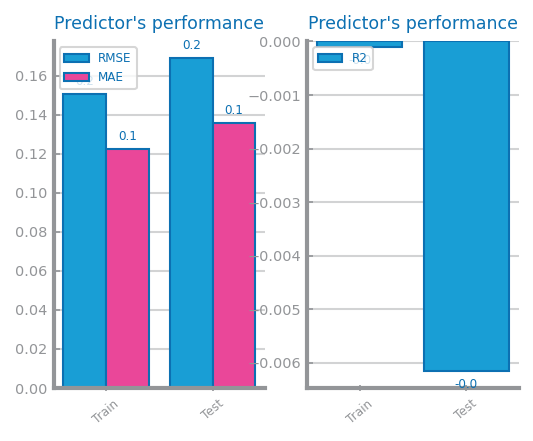 Predictor's performance
RMSE
MAE
0.2
0.1
0.2
0.1
0.00
0.02
0.04
0.06
0.08
0.10
0.12
0.14
0.16
Train
Test
Predictor's performance
R2
-0.0
0.000
−0.001
−0.002
−0.003
−0.004
−0.005
−0.006
Train
Test